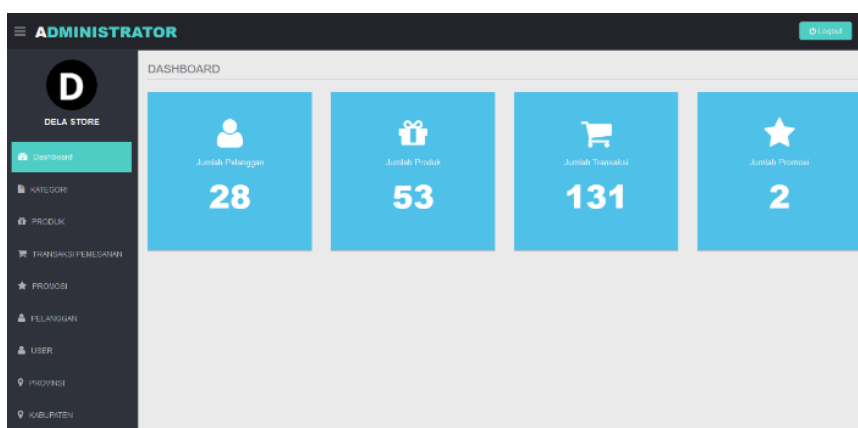 ADMINISTRATOR
Logout
D
DELA STORE
Dashboard
KATEGORI
PRODUK
TRANSAKSI PEMESANAN
PROMOSI
PELANGGAN
USER
PROVINSI
KABUPATEN
DASHBOARD
Jumlah Pelanggan
28
Jumlah Produk
53
Jumlah Transaksi
131
Jumlah Promosi
2